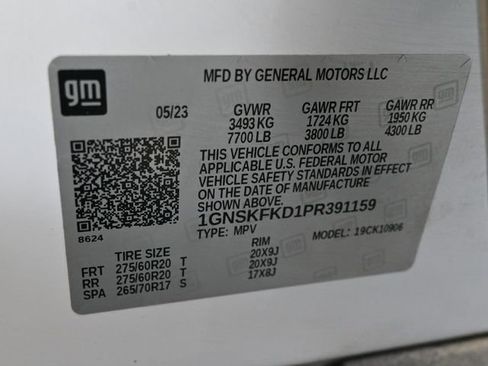 gm
MFD BY GENERAL MOTORS LLC
05/23 GVWR GAWR FRT GAWR RR
3493 KG 1724 KG 1950 KG
7700 LB 3800 LB 4300 LB
THIS VEHICLE CONFORMS TO ALL
APPLICABLE U.S. FEDERAL MOTOR
VEHICLE SAFETY STANDARDS IN EFFECT
ON THE DATE OF MANUFACTURE
SHOWN ABOVE.
1GNSKFKD1PR391159
8624 TYPE: MPV MODEL: 19CK10906
TIRE SIZE RIM
FRT 275/60R20 T 20X9J
RR 275/60R20 T 20X9J
SPA 265/70R17 S 17X8J